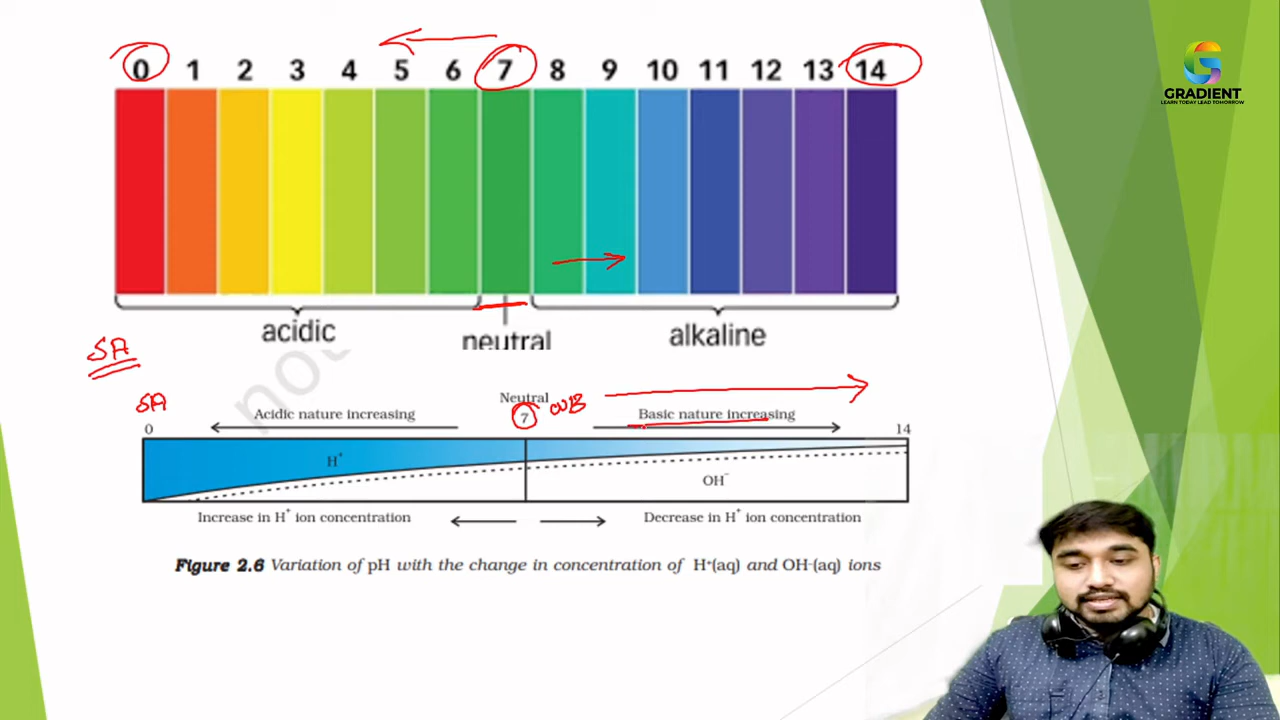 0 1 2 3 4 5 6 7 8 9 10 11 12 13 14
GRADIENT
LEARN TODAY LEAD TOMORROW
acidic
neutral
alkaline
SA
SA
Neutral
Acidic nature increasing
7
Basic nature increasing
0
14
H⁺
OH⁻
Increase in H⁺ ion concentration
Decrease in H⁺ ion concentration
Figure 2.6 Variation of pH with the change in concentration of H⁺(aq) and OH⁻(aq) ions